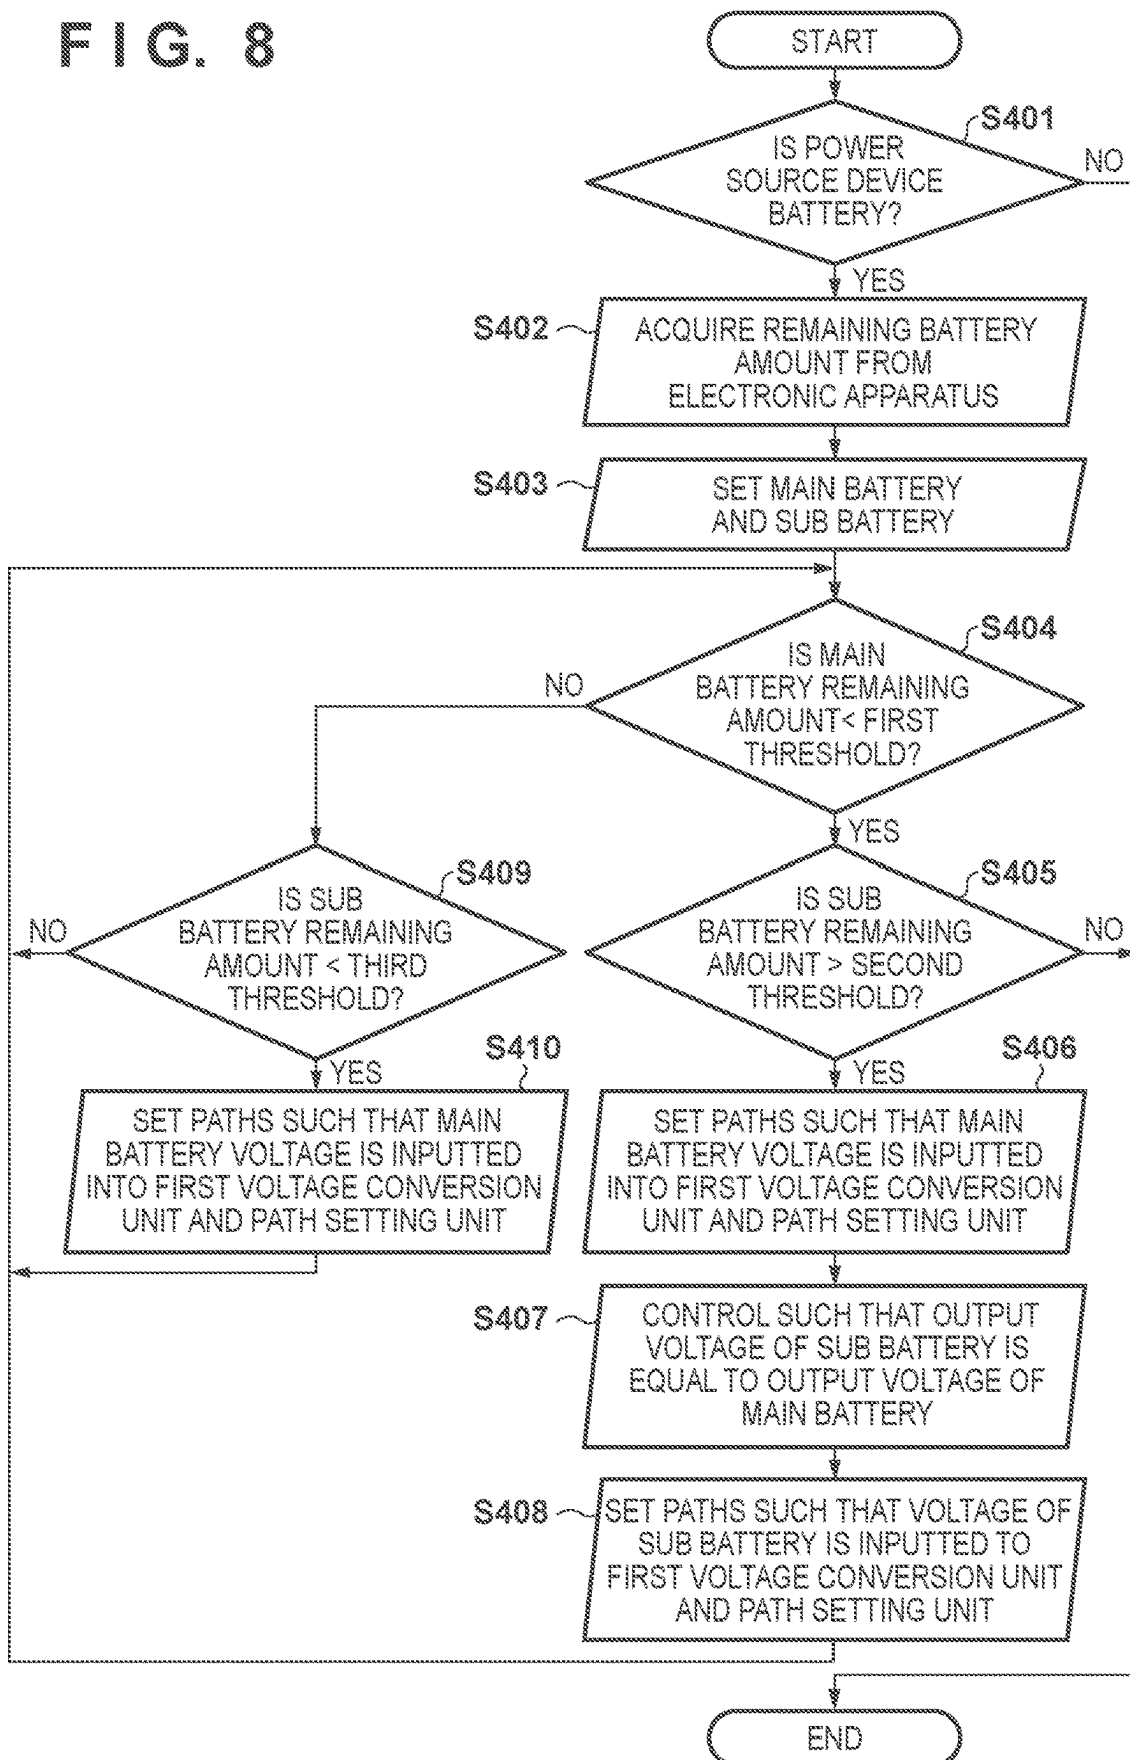 FIG. 8
START
S401
IS POWER
SOURCE DEVICE
BATTERY?
NO
YES
S402
ACQUIRE REMAINING BATTERY
AMOUNT FROM
ELECTRONIC APPARATUS
S403
SET MAIN BATTERY
AND SUB BATTERY
S404
IS MAIN
BATTERY REMAINING
AMOUNT< FIRST
THRESHOLD?
NO
YES
S409
IS SUB
BATTERY REMAINING
AMOUNT < THIRD
THRESHOLD?
NO
YES
S405
IS SUB
BATTERY REMAINING
AMOUNT > SECOND
THRESHOLD?
NO
YES
S410
SET PATHS SUCH THAT MAIN
BATTERY VOLTAGE IS INPUTTED
INTO FIRST VOLTAGE CONVERSION
UNIT AND PATH SETTING UNIT
S406
SET PATHS SUCH THAT MAIN
BATTERY VOLTAGE IS INPUTTED
INTO FIRST VOLTAGE CONVERSION
UNIT AND PATH SETTING UNIT
S407
CONTROL SUCH THAT OUTPUT
VOLTAGE OF SUB BATTERY IS
EQUAL TO OUTPUT VOLTAGE OF
MAIN BATTERY
S408
SET PATHS SUCH THAT VOLTAGE OF
SUB BATTERY IS INPUTTED TO
FIRST VOLTAGE CONVERSION UNIT
AND PATH SETTING UNIT
END